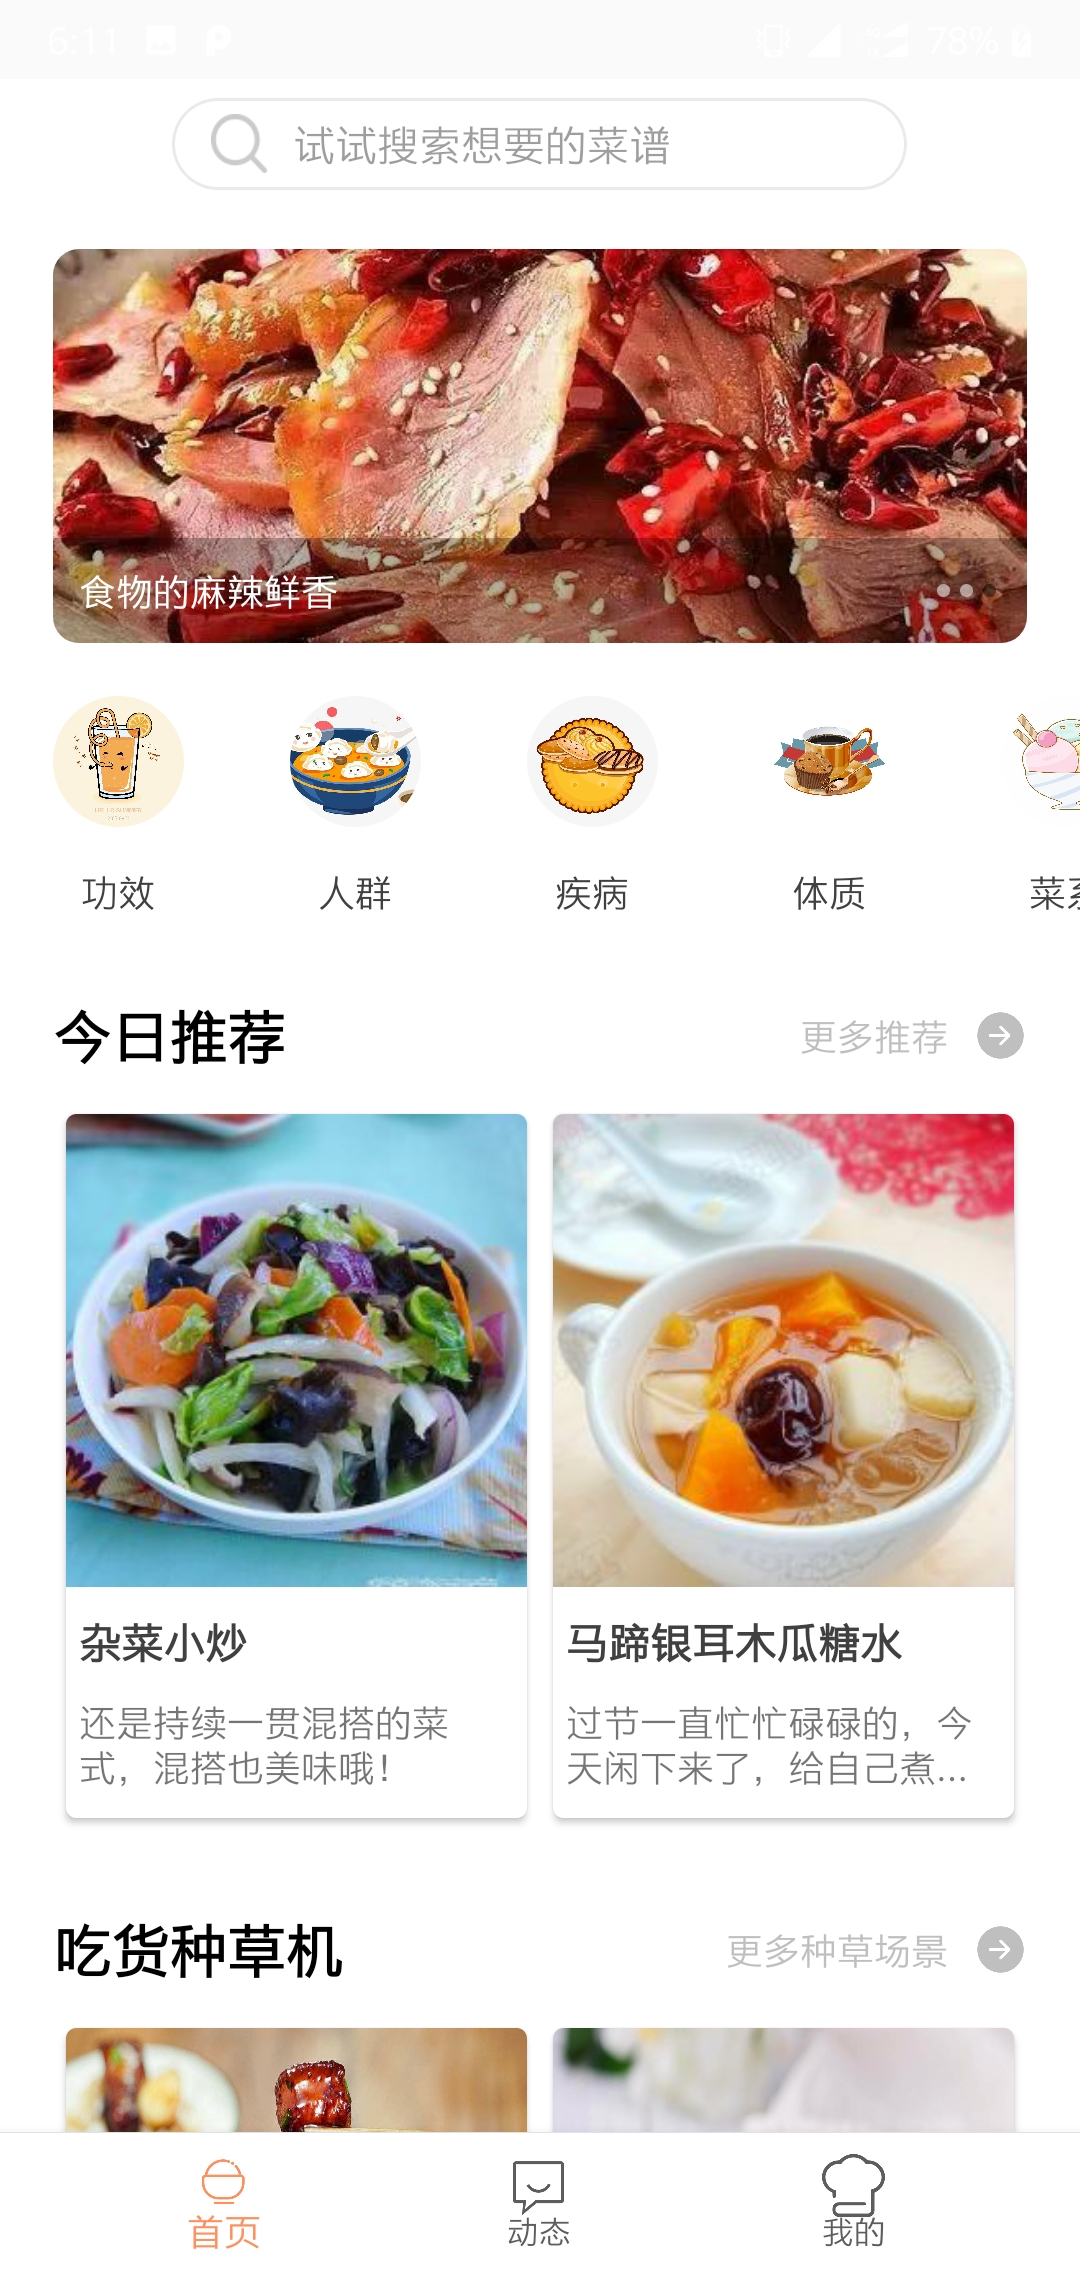 6:11
78%
试试搜索想要的菜谱
食物的麻辣鲜香
功效
人群
疾病
体质
今日推荐
更多推荐
杂菜小炒
还是持续一贯混搭的菜
式，混搭也美味哦！
马蹄银耳木瓜糖水
过节一直忙忙碌碌的，今
天闲下来了，给自己煮...
吃货种草机
更多种草场景
首页
动态
我的